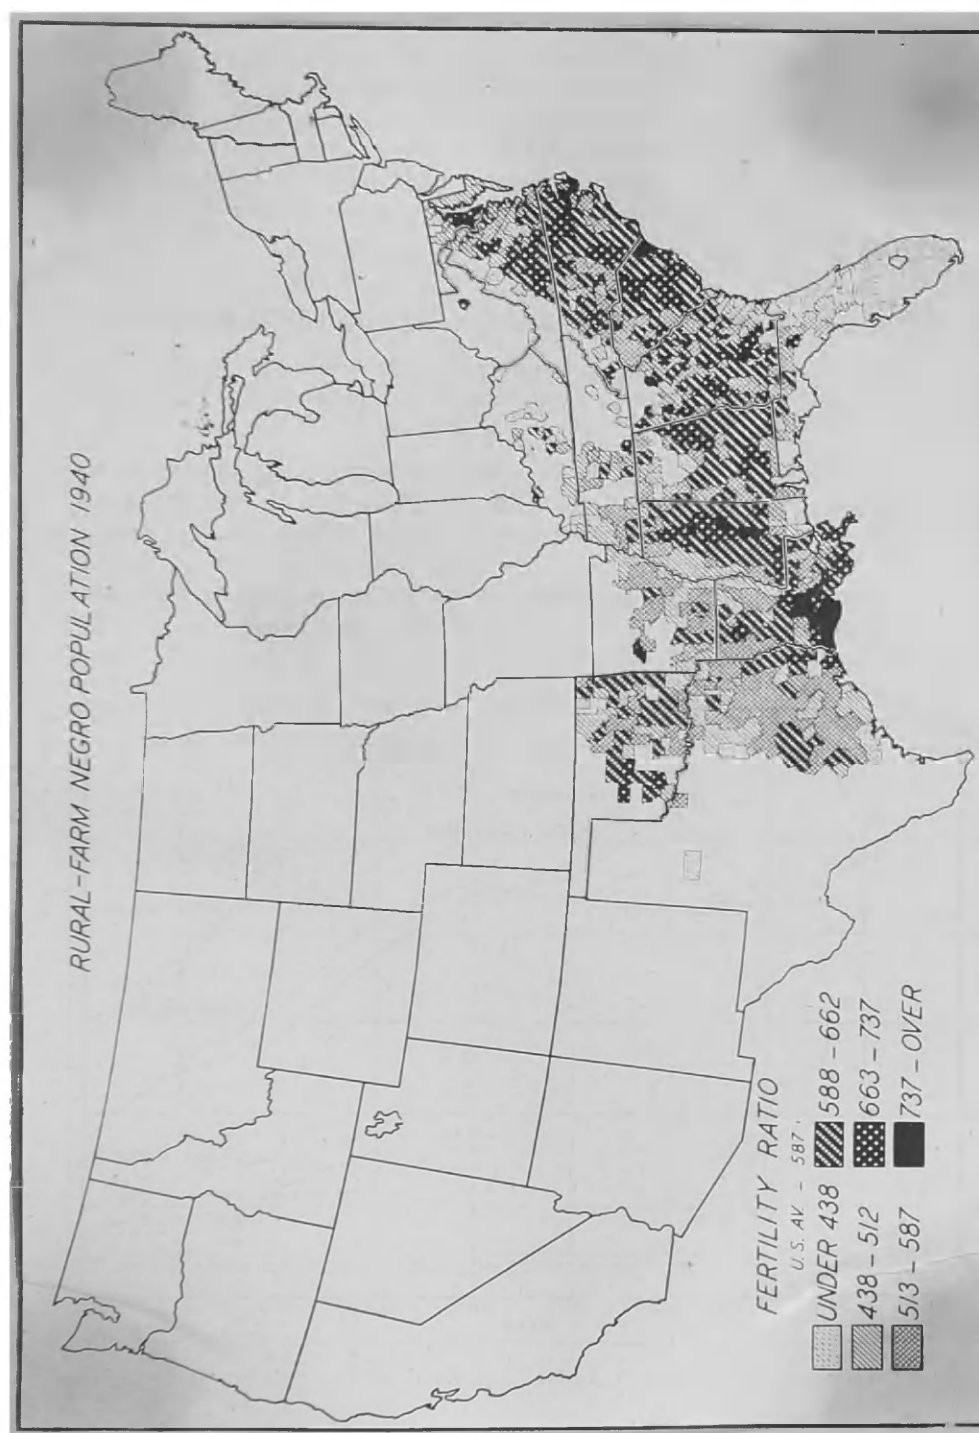 RURAL-FARM NEGRO POPULATION 1940
FERTILITY RATIO
U.S. AV. - 587
UNDER 438
588 - 662
438 - 512
663 - 737
513 - 587
737 - OVER